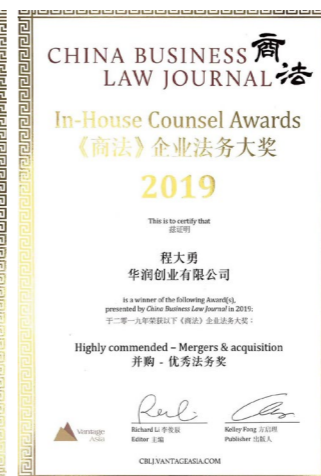 CHINA BUSINESS
LAW JOURNAL
商法
In-House Counsel Awards
《商法》企业法务大奖
2019
This is to certify that
兹证明
程大勇
华润创业有限公司
is a winner of the following Award(s),
presented by China Business Law Journal in 2019:
于二零一九年荣获以下《商法》企业法务大奖：
Highly commended – Mergers & acquisition
并购 - 优秀法务奖
Vantage
Asia
Richard Li 李俊辰
Editor 主编
Kelley Fong 方启理
Publisher 出版人
CBLJ.VANTAGEASIA.COM